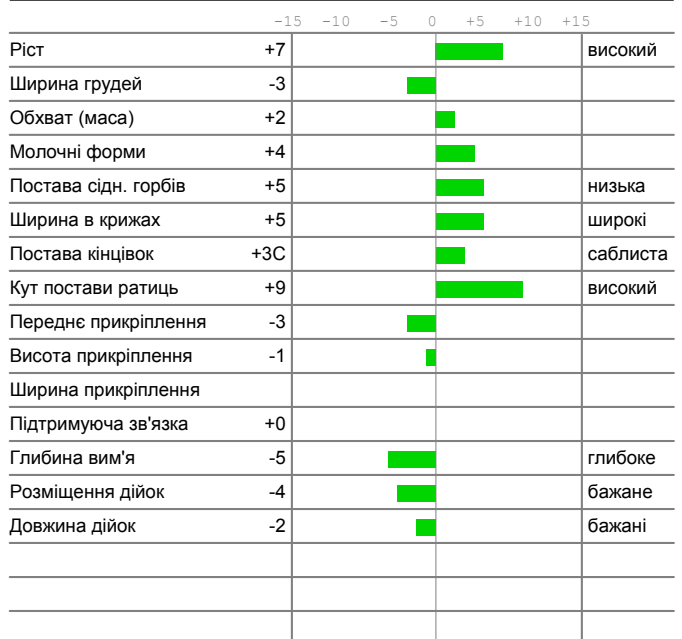 -15 -10 -5 0 +5 +10 +15
Ріст +7 високий
Ширина грудей -3
Обхват (маса) +2
Молочні форми +4
Постава сідн. горбів +5 низька
Ширина в крижах +5 широкі
Постава кінцівок +3С саблиста
Кут постави ратиць +9 високий
Переднє прикріплення -3
Висота прикріплення -1
Ширина прикріплення
Підтримуюча зв'язка +0
Глибина вим'я -5 глибоке
Розміщення дійок -4 бажане
Довжина дійок -2 бажані